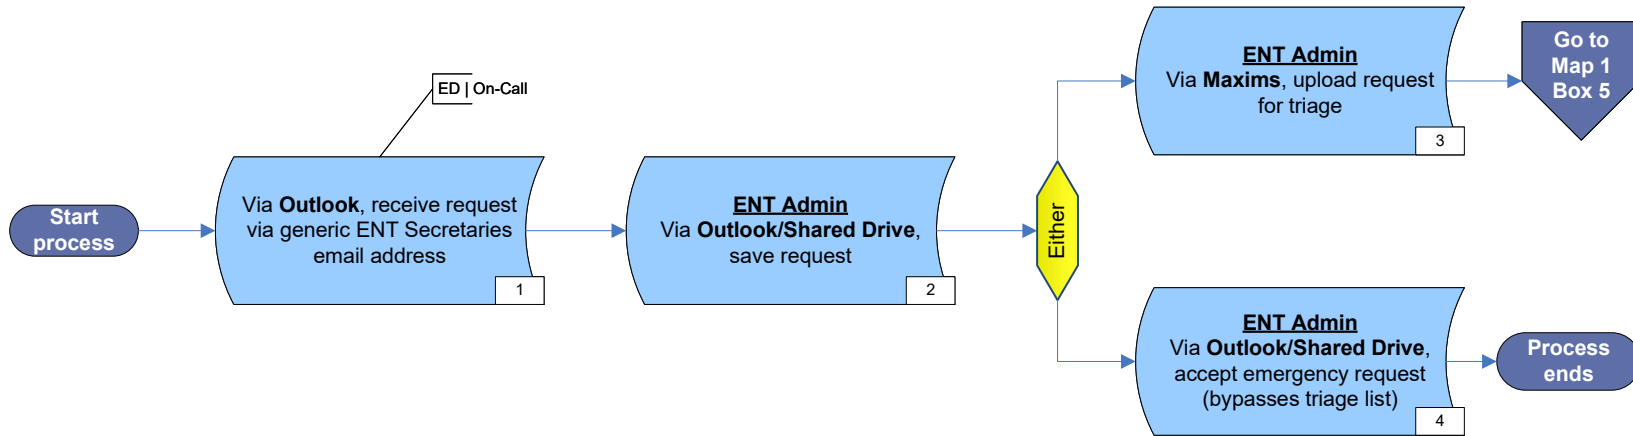 ED | On-Call
Start
process
Via Outlook, receive request
via generic ENT Secretaries
email address
1
ENT Admin
Via Outlook/Shared Drive,
save request
2
Either
ENT Admin
Via Maxims, upload request
for triage
3
Go to
Map 1
Box 5
ENT Admin
Via Outlook/Shared Drive,
accept emergency request
(bypasses triage list)
4
Process
ends